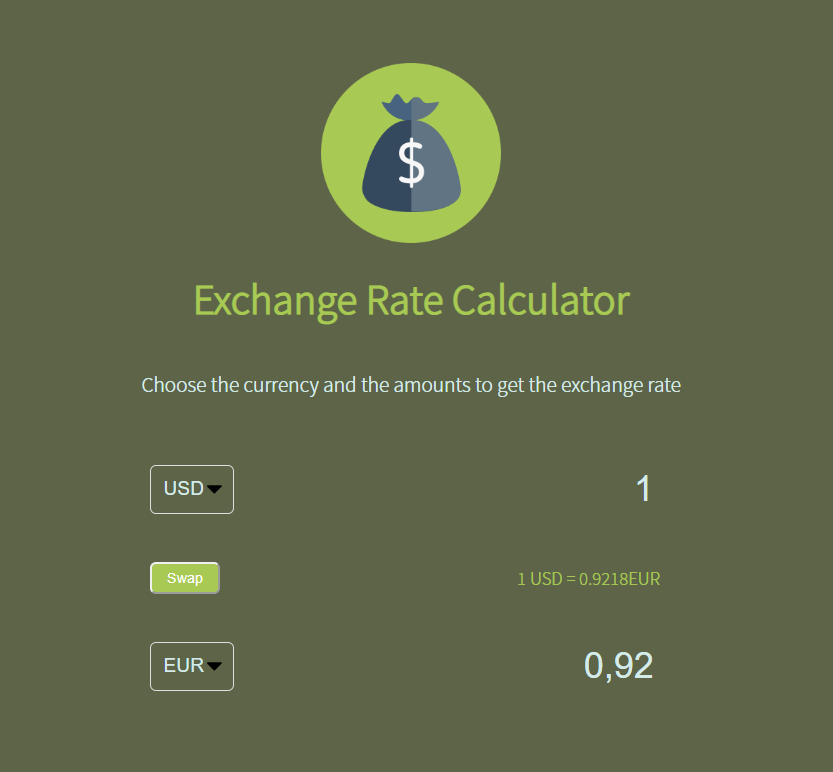 $
Exchange Rate Calculator
Choose the currency and the amounts to get the exchange rate
USD 1
Swap 1 USD = 0.9218EUR
EUR 0,92